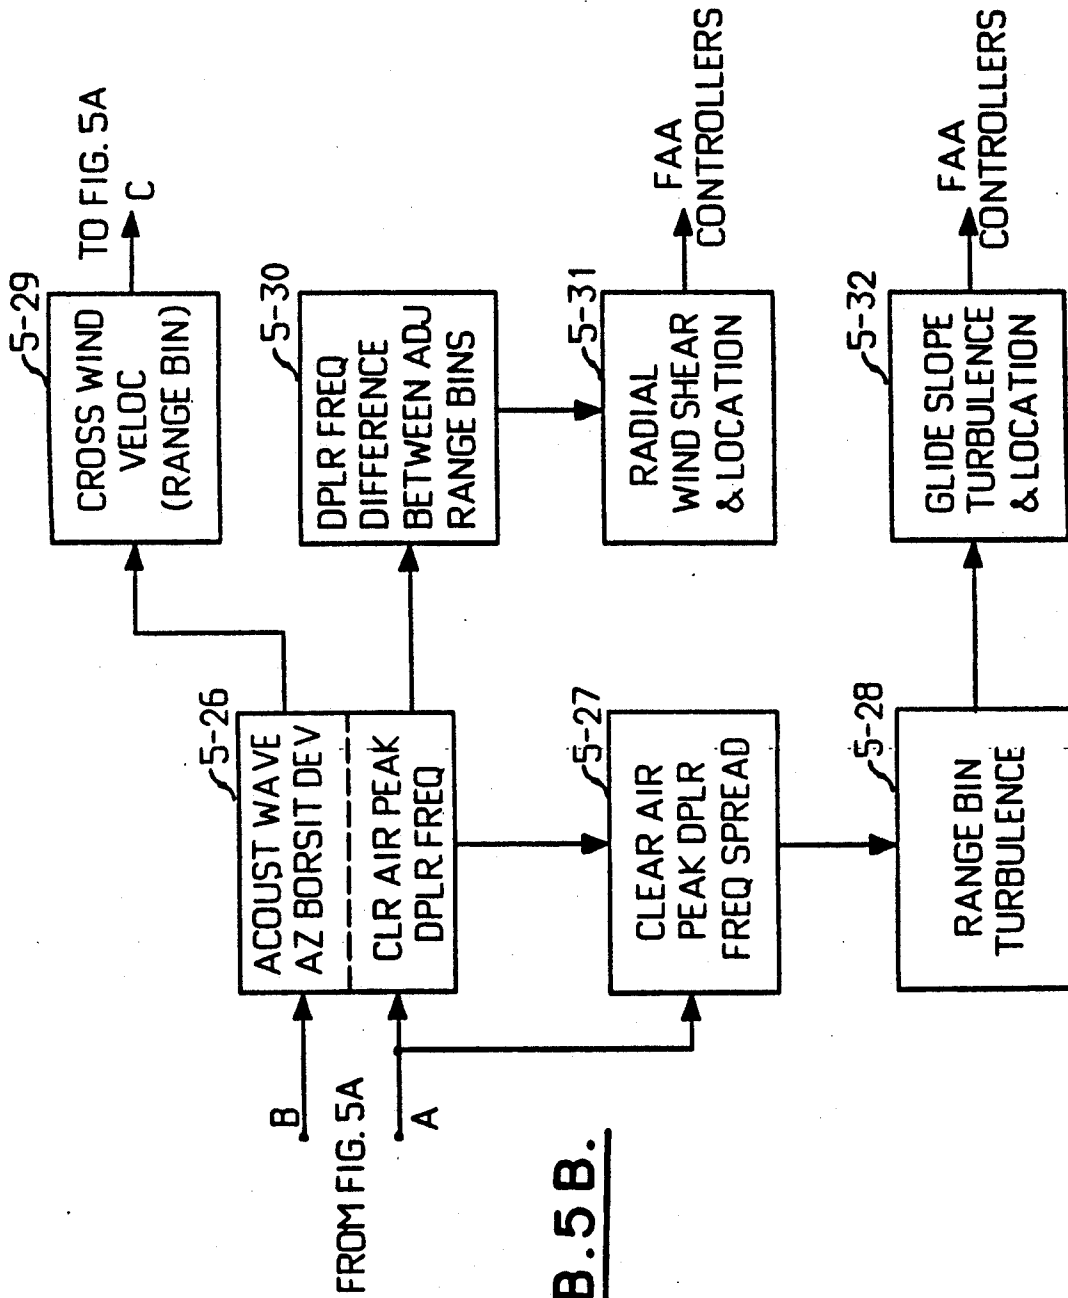 FROM FIG. 5A
B
A
5-26
ACOUST WAVE
AZ BORSIT DEV
CLR AIR PEAK
DPLR FREQ
5-27
CLEAR AIR
PEAK DPLR
FREQ SPREAD
5-28
RANGE BIN
TURBULENCE
5-29
CROSS WIND
VELOC
(RANGE BIN)
TO FIG. 5A
C
5-30
DPLR FREQ
DIFFERENCE
BETWEEN ADJ
RANGE BINS
5-31
RADIAL
WIND SHEAR
& LOCATION
FAA
CONTROLLERS
5-32
GLIDE SLOPE
TURBULENCE
& LOCATION
FAA
CONTROLLERS
B.5B.